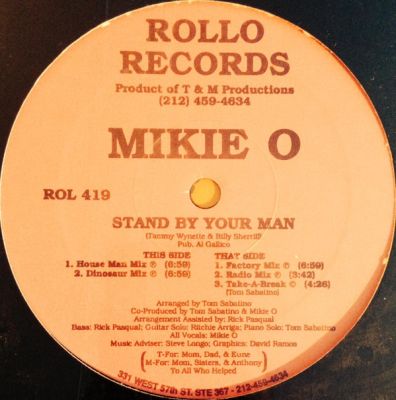 ROLLO
RECORDS
Product of T & M Productions
(212) 459-4634
MIKIE O
ROL 419
STAND BY YOUR MAN
(Tammy Wynette & Billy Sherrill)
Pub. Al Gallico
THIS SIDE
1. House Man Mix ℗ (6:59)
2. Dinosaur Mix ℗ (6:59)
THAT SIDE
1. Factory Mix ℗ (6:59)
2. Radio Mix ℗ (3:42)
3. Take-A-Break © (4:26)
(Tom Sabatino)
Arranged by Tom Sabatino
Co-Produced by Tom Sabatino & Mikie O
Arrangement Assisted by: Rick Pasqual
Bass: Rick Pasqual; Guitar Solo: Ritchie Arriga; Piano Solo: Tom Sabatino
All Vocals: Mikie O
Music Adviser: Steve Longo; Graphics: David Ramos
T-For: Mom, Dad, & Eune
M-For: Mom, Sisters, & Anthony
To All Who Helped
331 WEST 57th ST. STE 367 - 212-459-4634